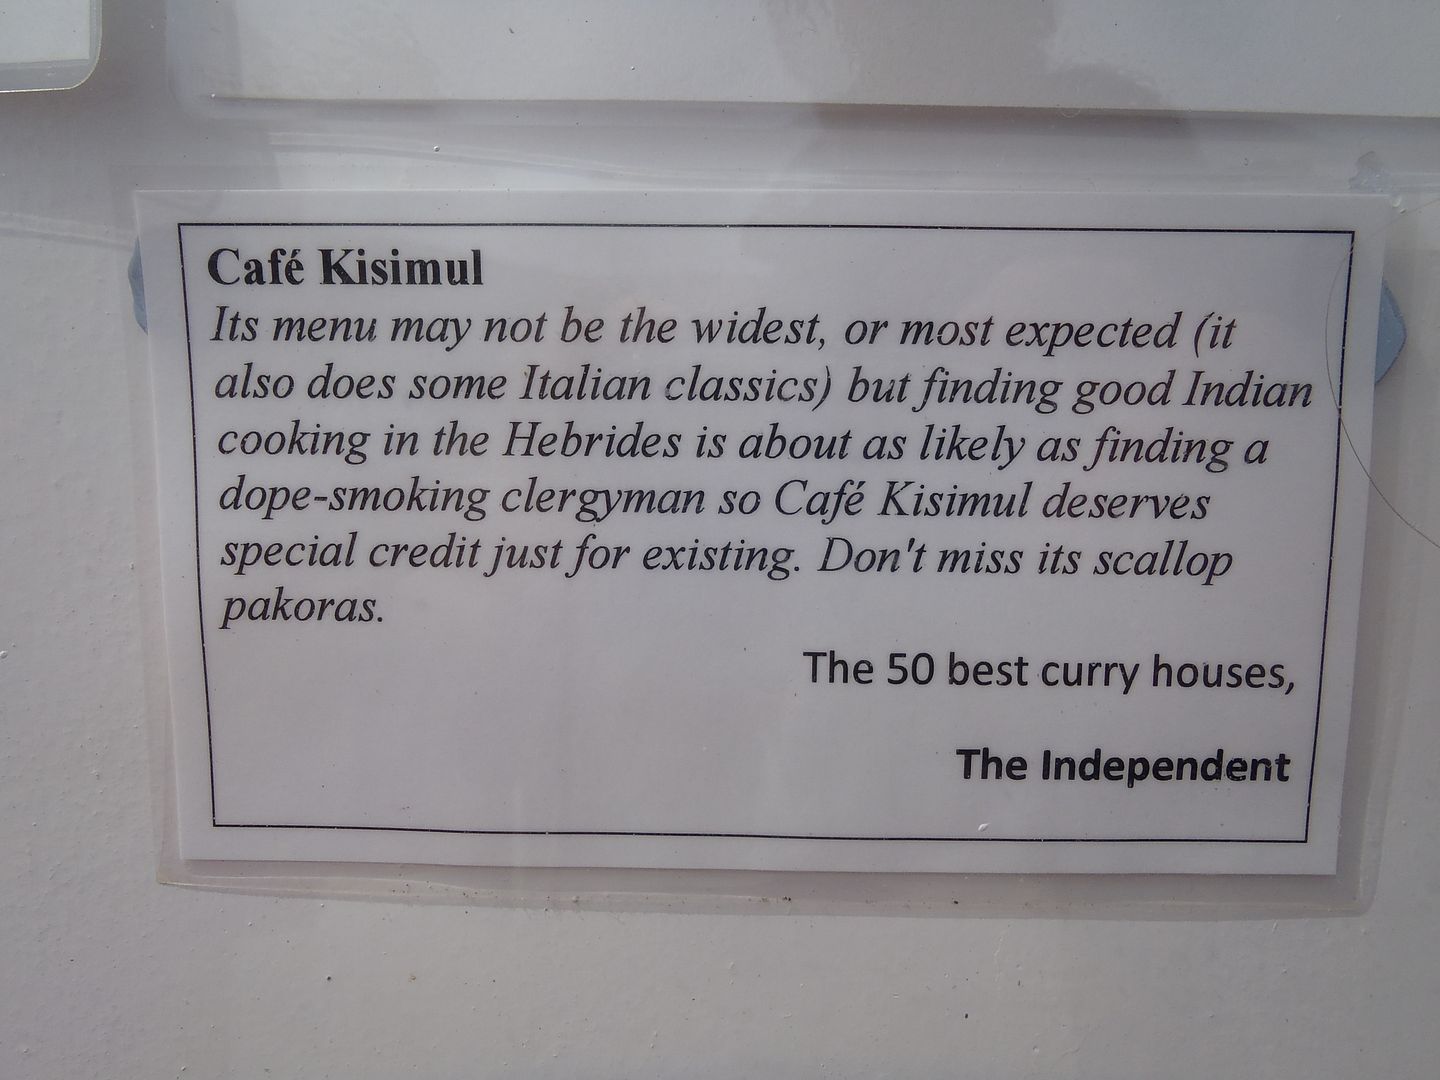 Café Kisimul
Its menu may not be the widest, or most expected (it
also does some Italian classics) but finding good Indian
cooking in the Hebrides is about as likely as finding a
dope-smoking clergyman so Café Kisimul deserves
special credit just for existing. Don't miss its scallop
pakoras.
The 50 best curry houses,
The Independent